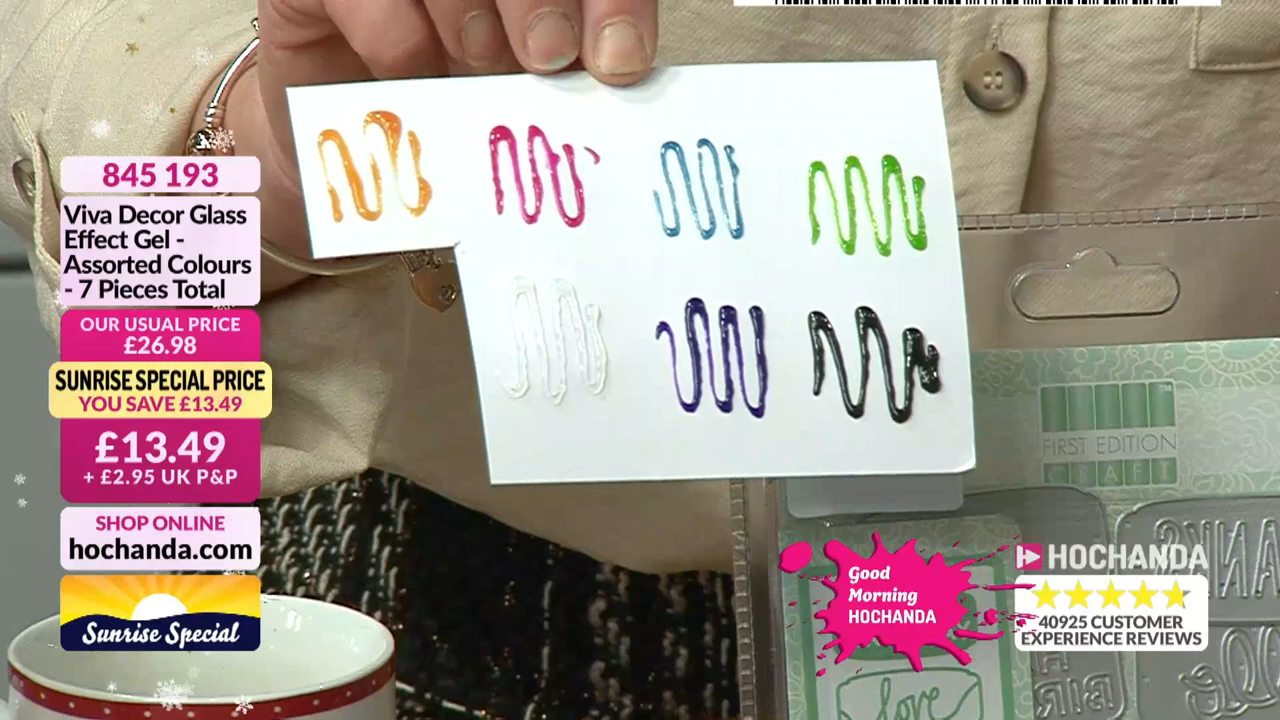 845 193
Viva Decor Glass
Effect Gel -
Assorted Colours
- 7 Pieces Total
OUR USUAL PRICE
£26.98
SUNRISE SPECIAL PRICE
YOU SAVE £13.49
£13.49
+ £2.95 UK P&P
SHOP ONLINE
hochanda.com
Sunrise Special
FIRST EDITION
Good
Morning
HOCHANDA
HOCHANDA
40925 CUSTOMER
EXPERIENCE REVIEWS
love